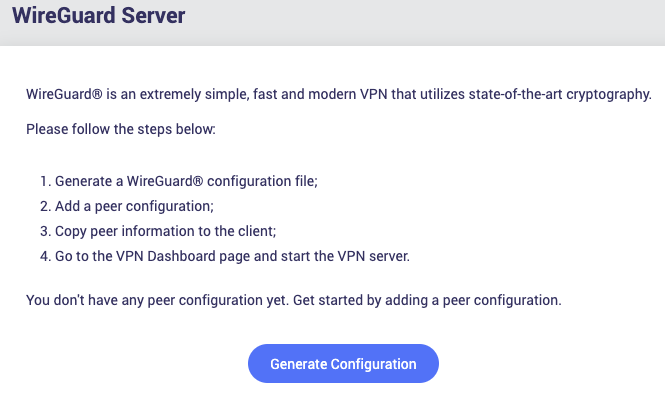 WireGuard Server
WireGuard® is an extremely simple, fast and modern VPN that utilizes state-of-the-art cryptography.
Please follow the steps below:
1. Generate a WireGuard® configuration file;
2. Add a peer configuration;
3. Copy peer information to the client;
4. Go to the VPN Dashboard page and start the VPN server.
You don't have any peer configuration yet. Get started by adding a peer configuration.
Generate Configuration